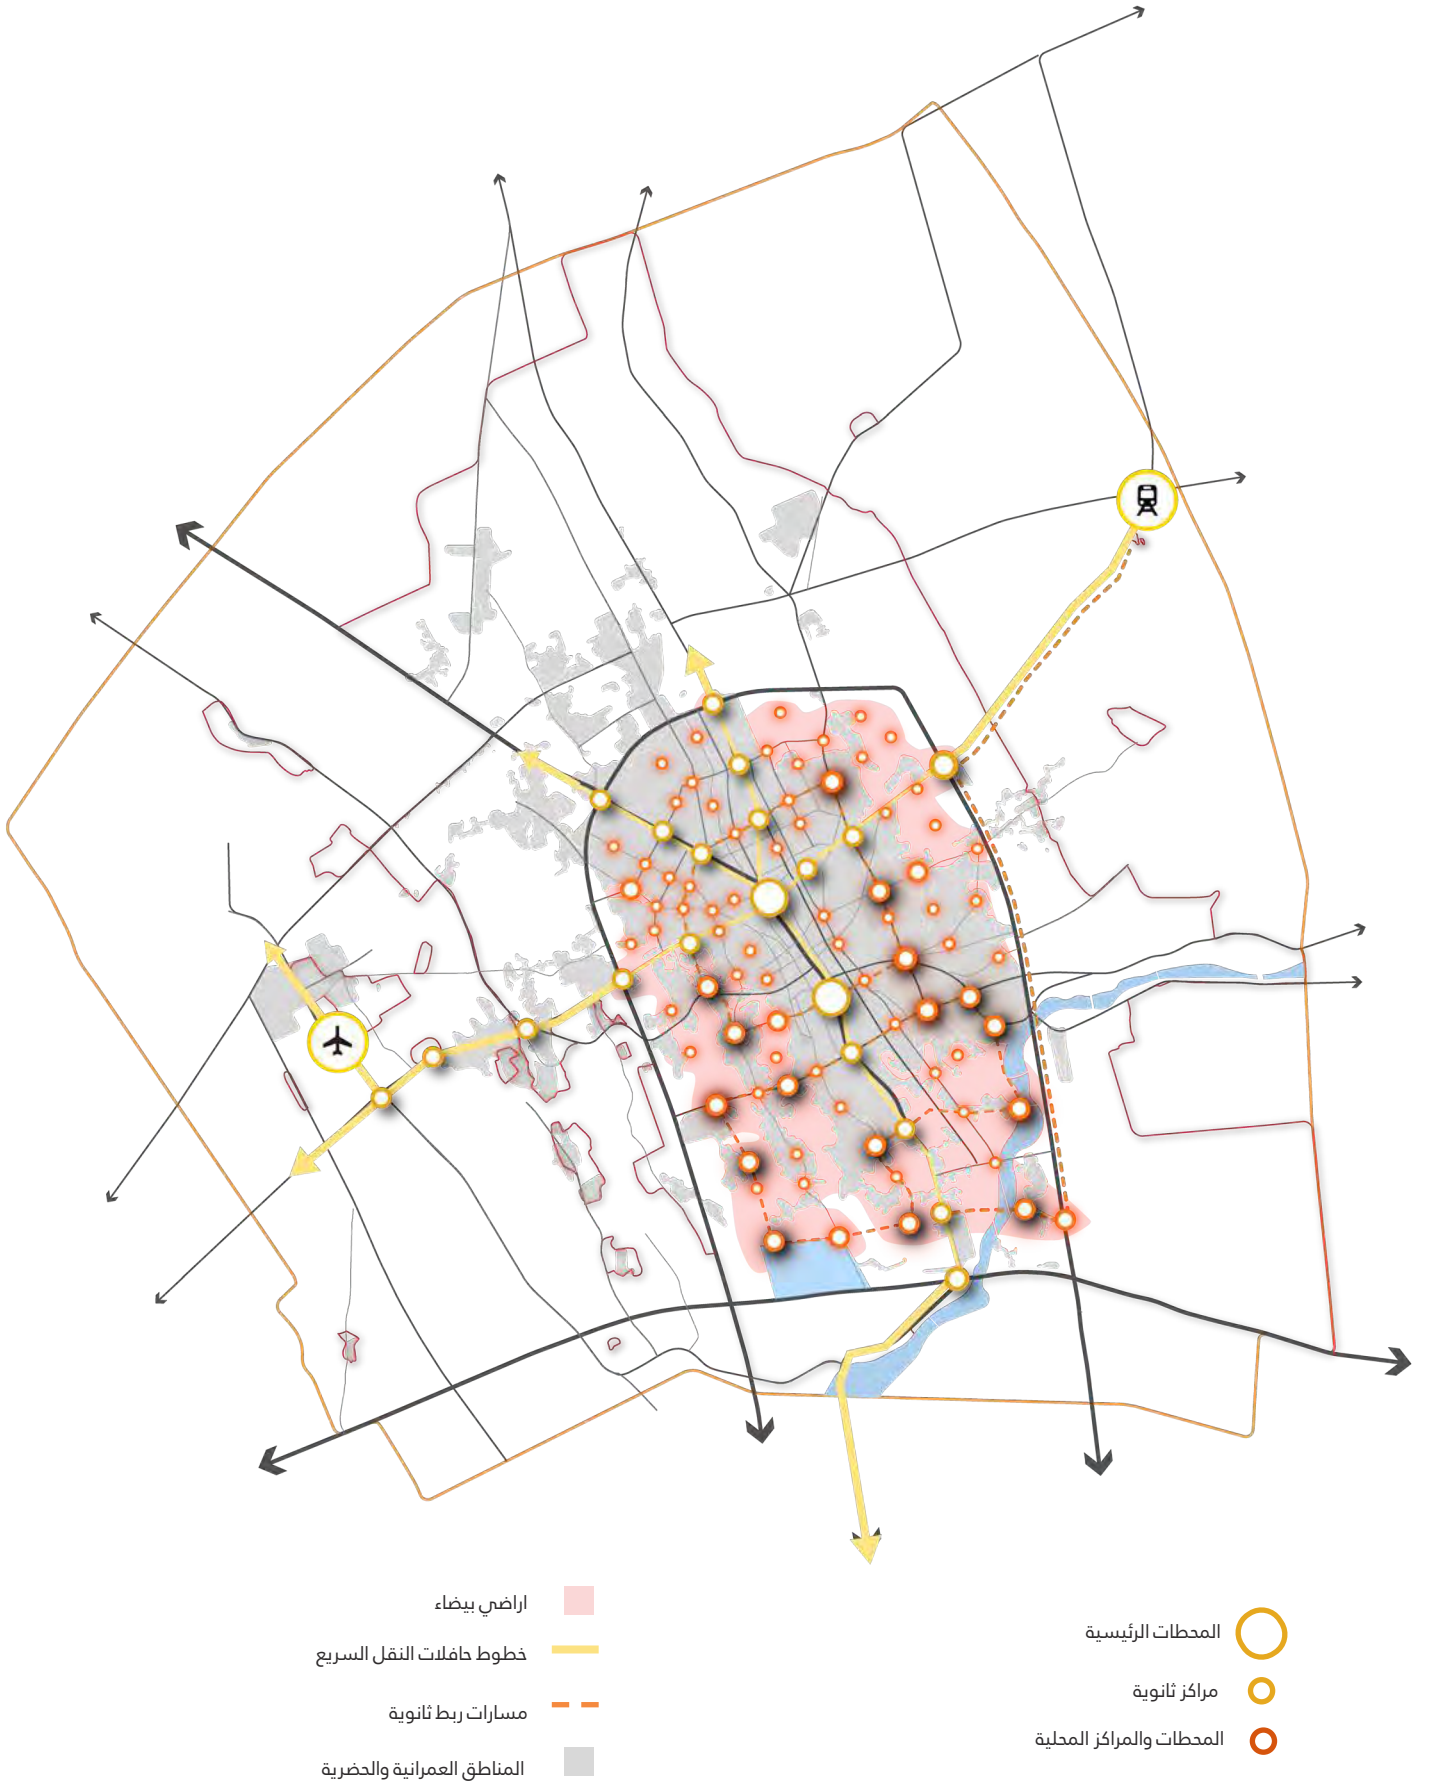 المحطات الرئيسية
مراكز ثانوية
المحطات والمراكز المحلية
اراضي بيضاء
خطوط حافلات النقل السريع
مسارات ربط ثانوية
المناطق العمرانية والحضرية